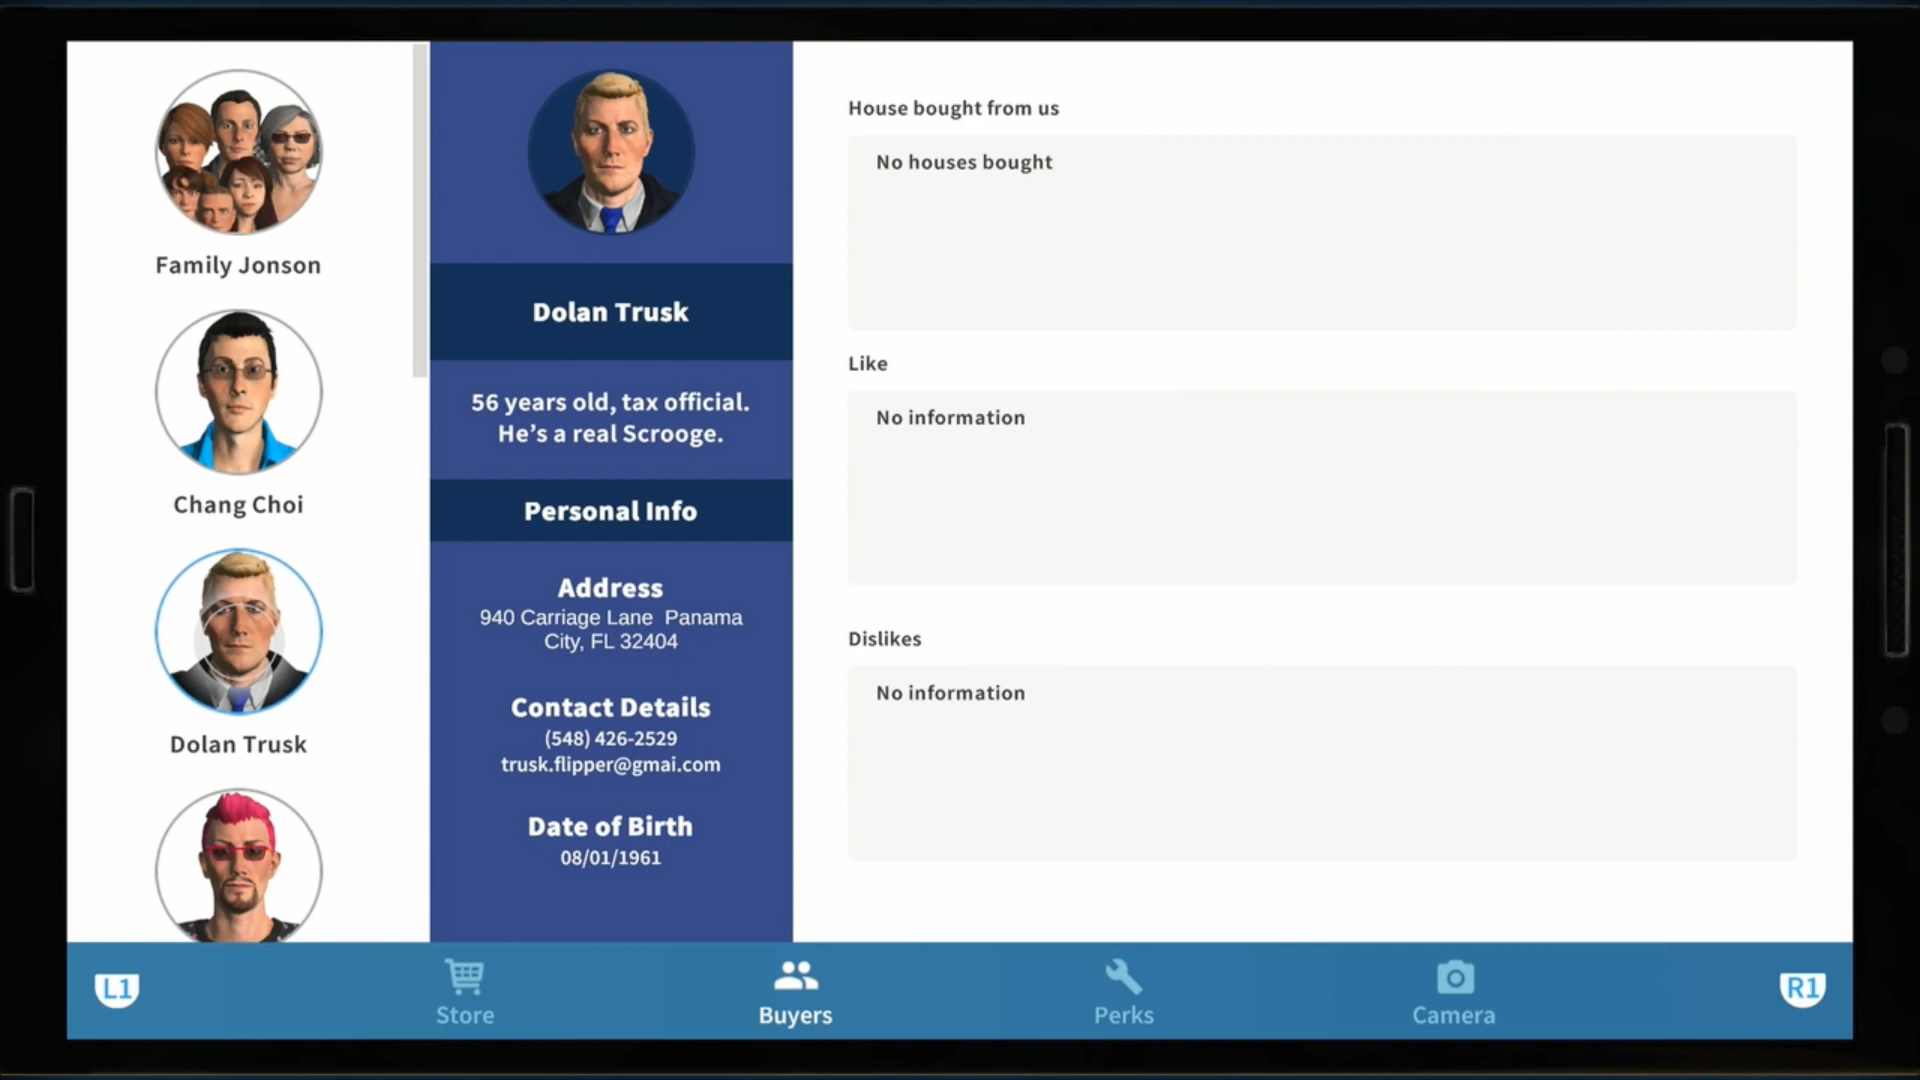 Family Jonson
Chang Choi
Dolan Trusk
Dolan Trusk
56 years old, tax official.
He's a real Scrooge.
Personal Info
Address
940 Carriage Lane  Panama
City, FL 32404
Contact Details
(548) 426-2529
trusk.flipper@gmai.com
Date of Birth
08/01/1961
House bought from us
No houses bought
Like
No information
Dislikes
No information
L1
Store
Buyers
Perks
Camera
R1